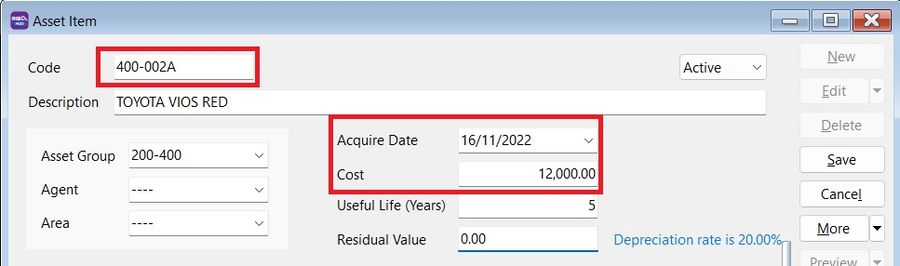 Asset Item
Code 400-002A Active New
Edit
Description TOYOTA VIOS RED
Delete
Acquire Date 16/11/2022
Asset Group 200-400 Save
Cost 12,000.00
Agent ---- Cancel
Useful Life (Years) 5
Area ---- More
Residual Value 0.00 Depreciation rate is 20.00%
Preview